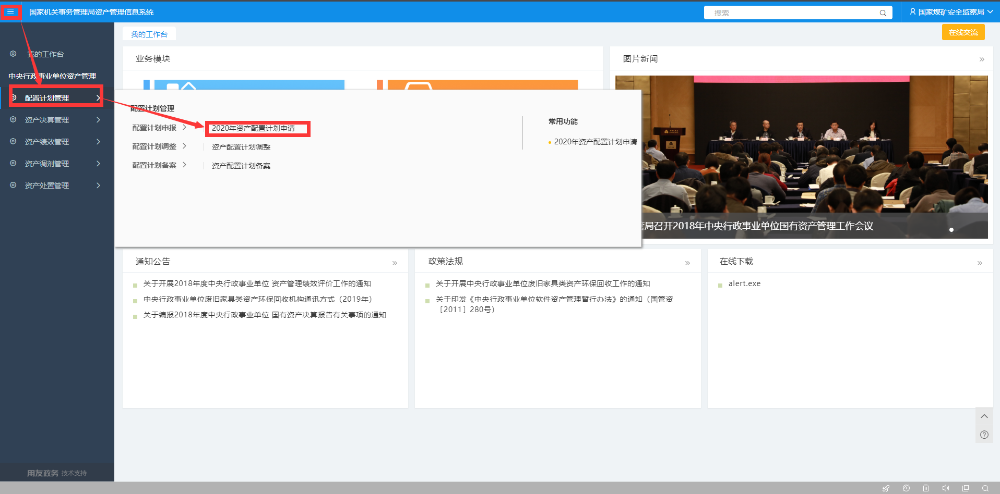 国家机关事务管理局资产管理信息系统
搜索
国家煤矿安全监察局
我的工作台
在线交流
我的工作台
中央行政事业单位资产管理
配置计划管理
资产决算管理
资产绩效管理
资产调剂管理
资产处置管理
用友政务 技术支持
业务模块
图片新闻
配置计划管理
配置计划申报
2020年资产配置计划申请
配置计划调整
资产配置计划调整
配置计划备案
资产配置计划备案
常用功能
2020年资产配置计划申请
管局召开2018年中央行政事业单位国有资产管理工作会议
通知公告
关于开展2018年度中央行政事业单位 资产管理绩效评价工作的通知
中央行政事业单位废旧家具类资产环保回收机构通讯方式（2019年）
关于编报2018年度中央行政事业单位 国有资产决算报告有关事项的通知
政策法规
关于开展中央行政事业单位废旧家具类资产环保回收工作的通知
关于印发《中央行政事业单位软件资产管理暂行办法》的通知（国管资
〔2011〕280号）
在线下载
alert.exe